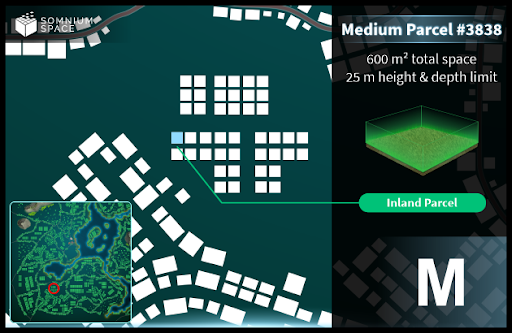 SOMNIUM
SPACE
Medium Parcel #3838
600 m² total space
25 m height & depth limit
Inland Parcel
M